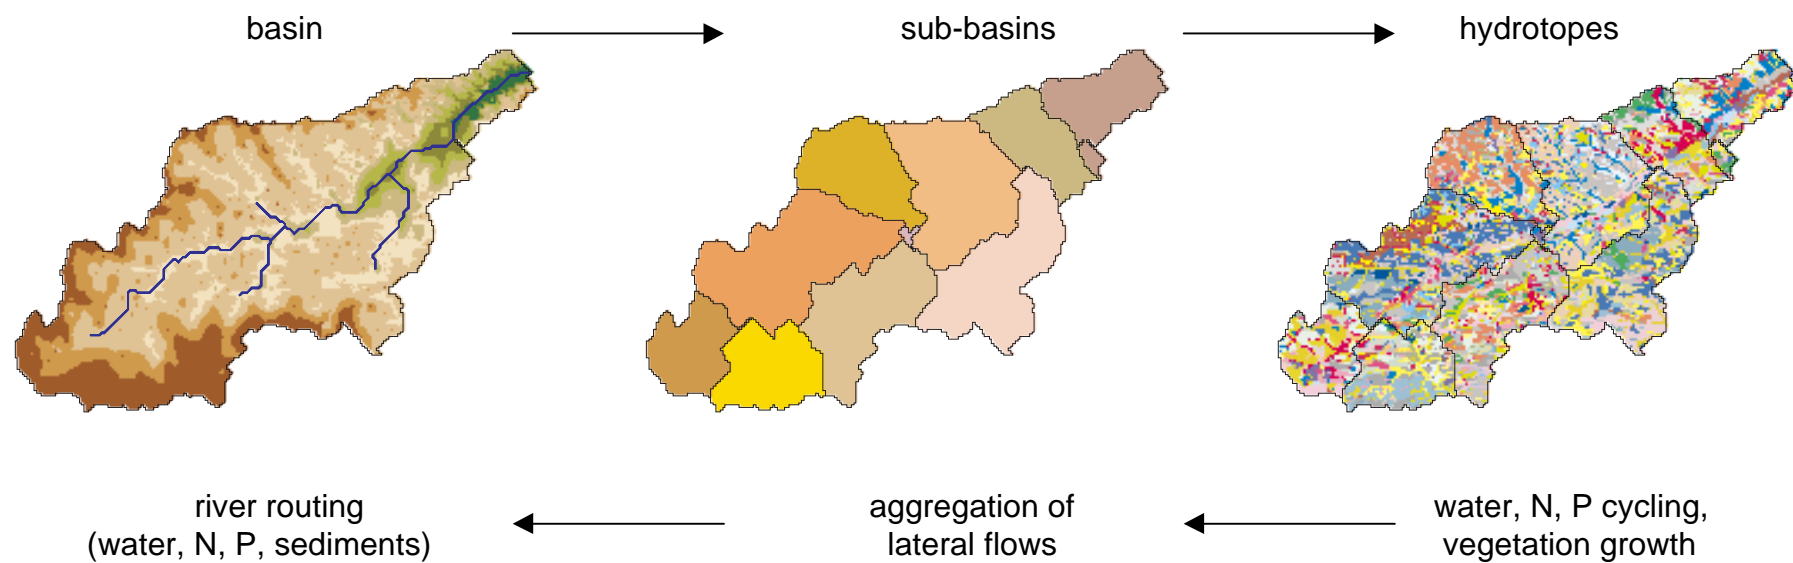 basin
sub-basins
hydrotopes
river routing
(water, N, P, sediments)
aggregation of
lateral flows
water, N, P cycling,
vegetation growth